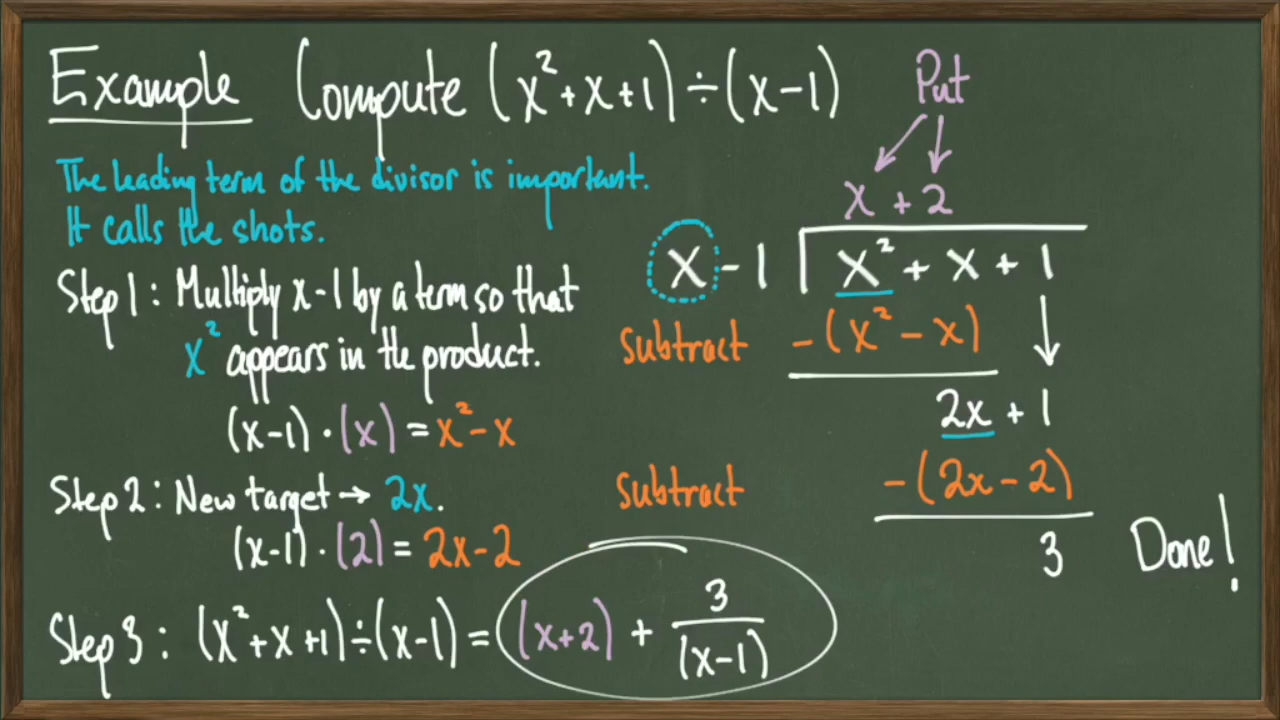 Example Compute (x²+x+1)÷(x-1)
The leading term of the divisor is important.
It calls the shots.
Step 1: Multiply x-1 by a term so that
x² appears in the product.
(x-1)·(x)=x²-x
Step 2: New target → 2x.
(x-1)·(2)=2x-2
Step 3: (x²+x+1)÷(x-1)=(x+2)+3/(x-1)
Put
x+2
x-1 x²+x+1
Subtract -(x²-x)
2x+1
Subtract -(2x-2)
3 Done!